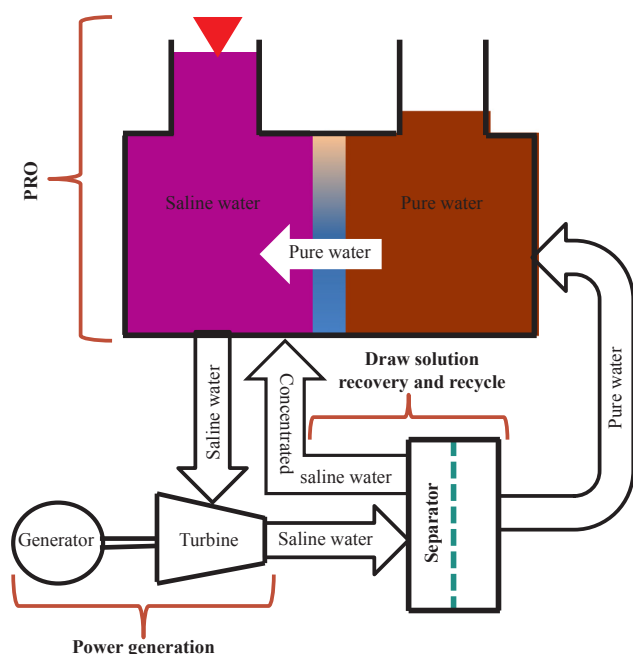 PRO
Saline water
Pure water
Pure water
Draw solution
recovery and recycle
Saline water
Concentrated
saline water
Pure water
Separator
Generator
Turbine
Saline water
Power generation